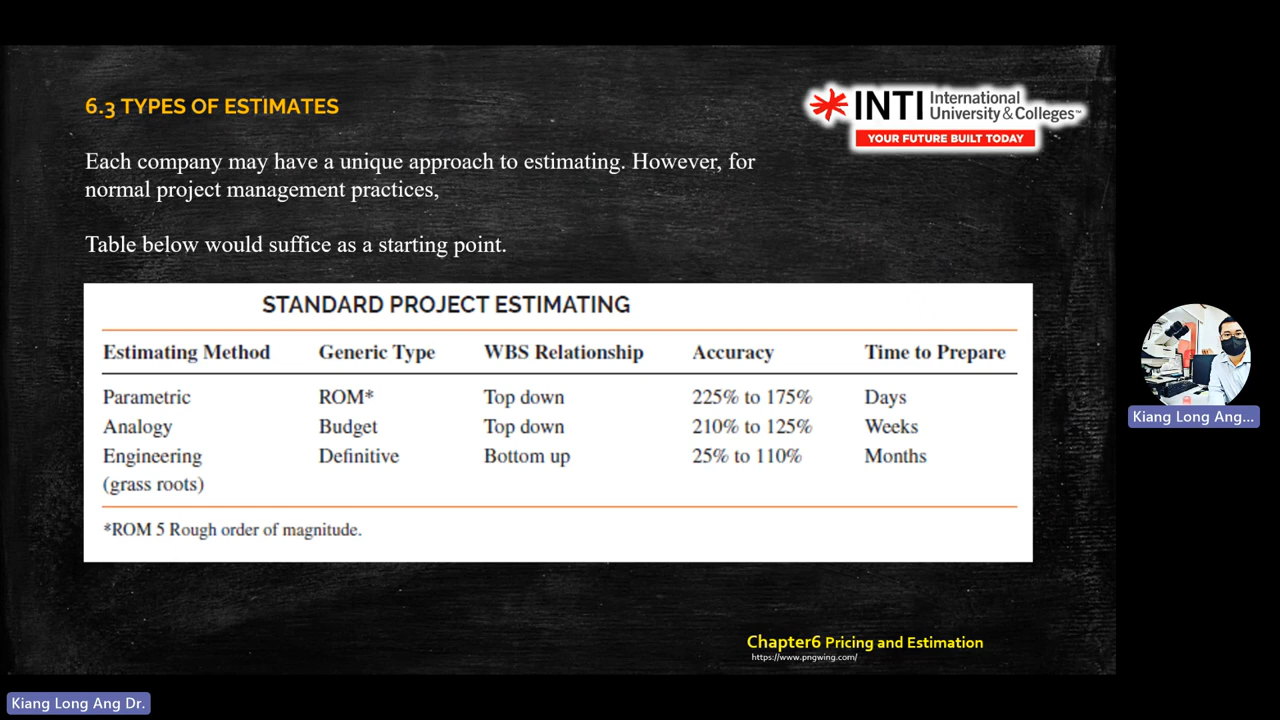 6.3 TYPES OF ESTIMATES
INTI International
University & Colleges™
YOUR FUTURE BUILT TODAY
Each company may have a unique approach to estimating. However, for
normal project management practices,
Table below would suffice as a starting point.
STANDARD PROJECT ESTIMATING
Estimating Method Generic Type WBS Relationship Accuracy Time to Prepare
Parametric ROM* Top down 225% to 175% Days
Analogy Budget Top down 210% to 125% Weeks
Engineering Definitive Bottom up 25% to 110% Months
(grass roots)
*ROM 5 Rough order of magnitude.
Kiang Long Ang...
Chapter6 Pricing and Estimation
https://www.pngwing.com/
Kiang Long Ang Dr.